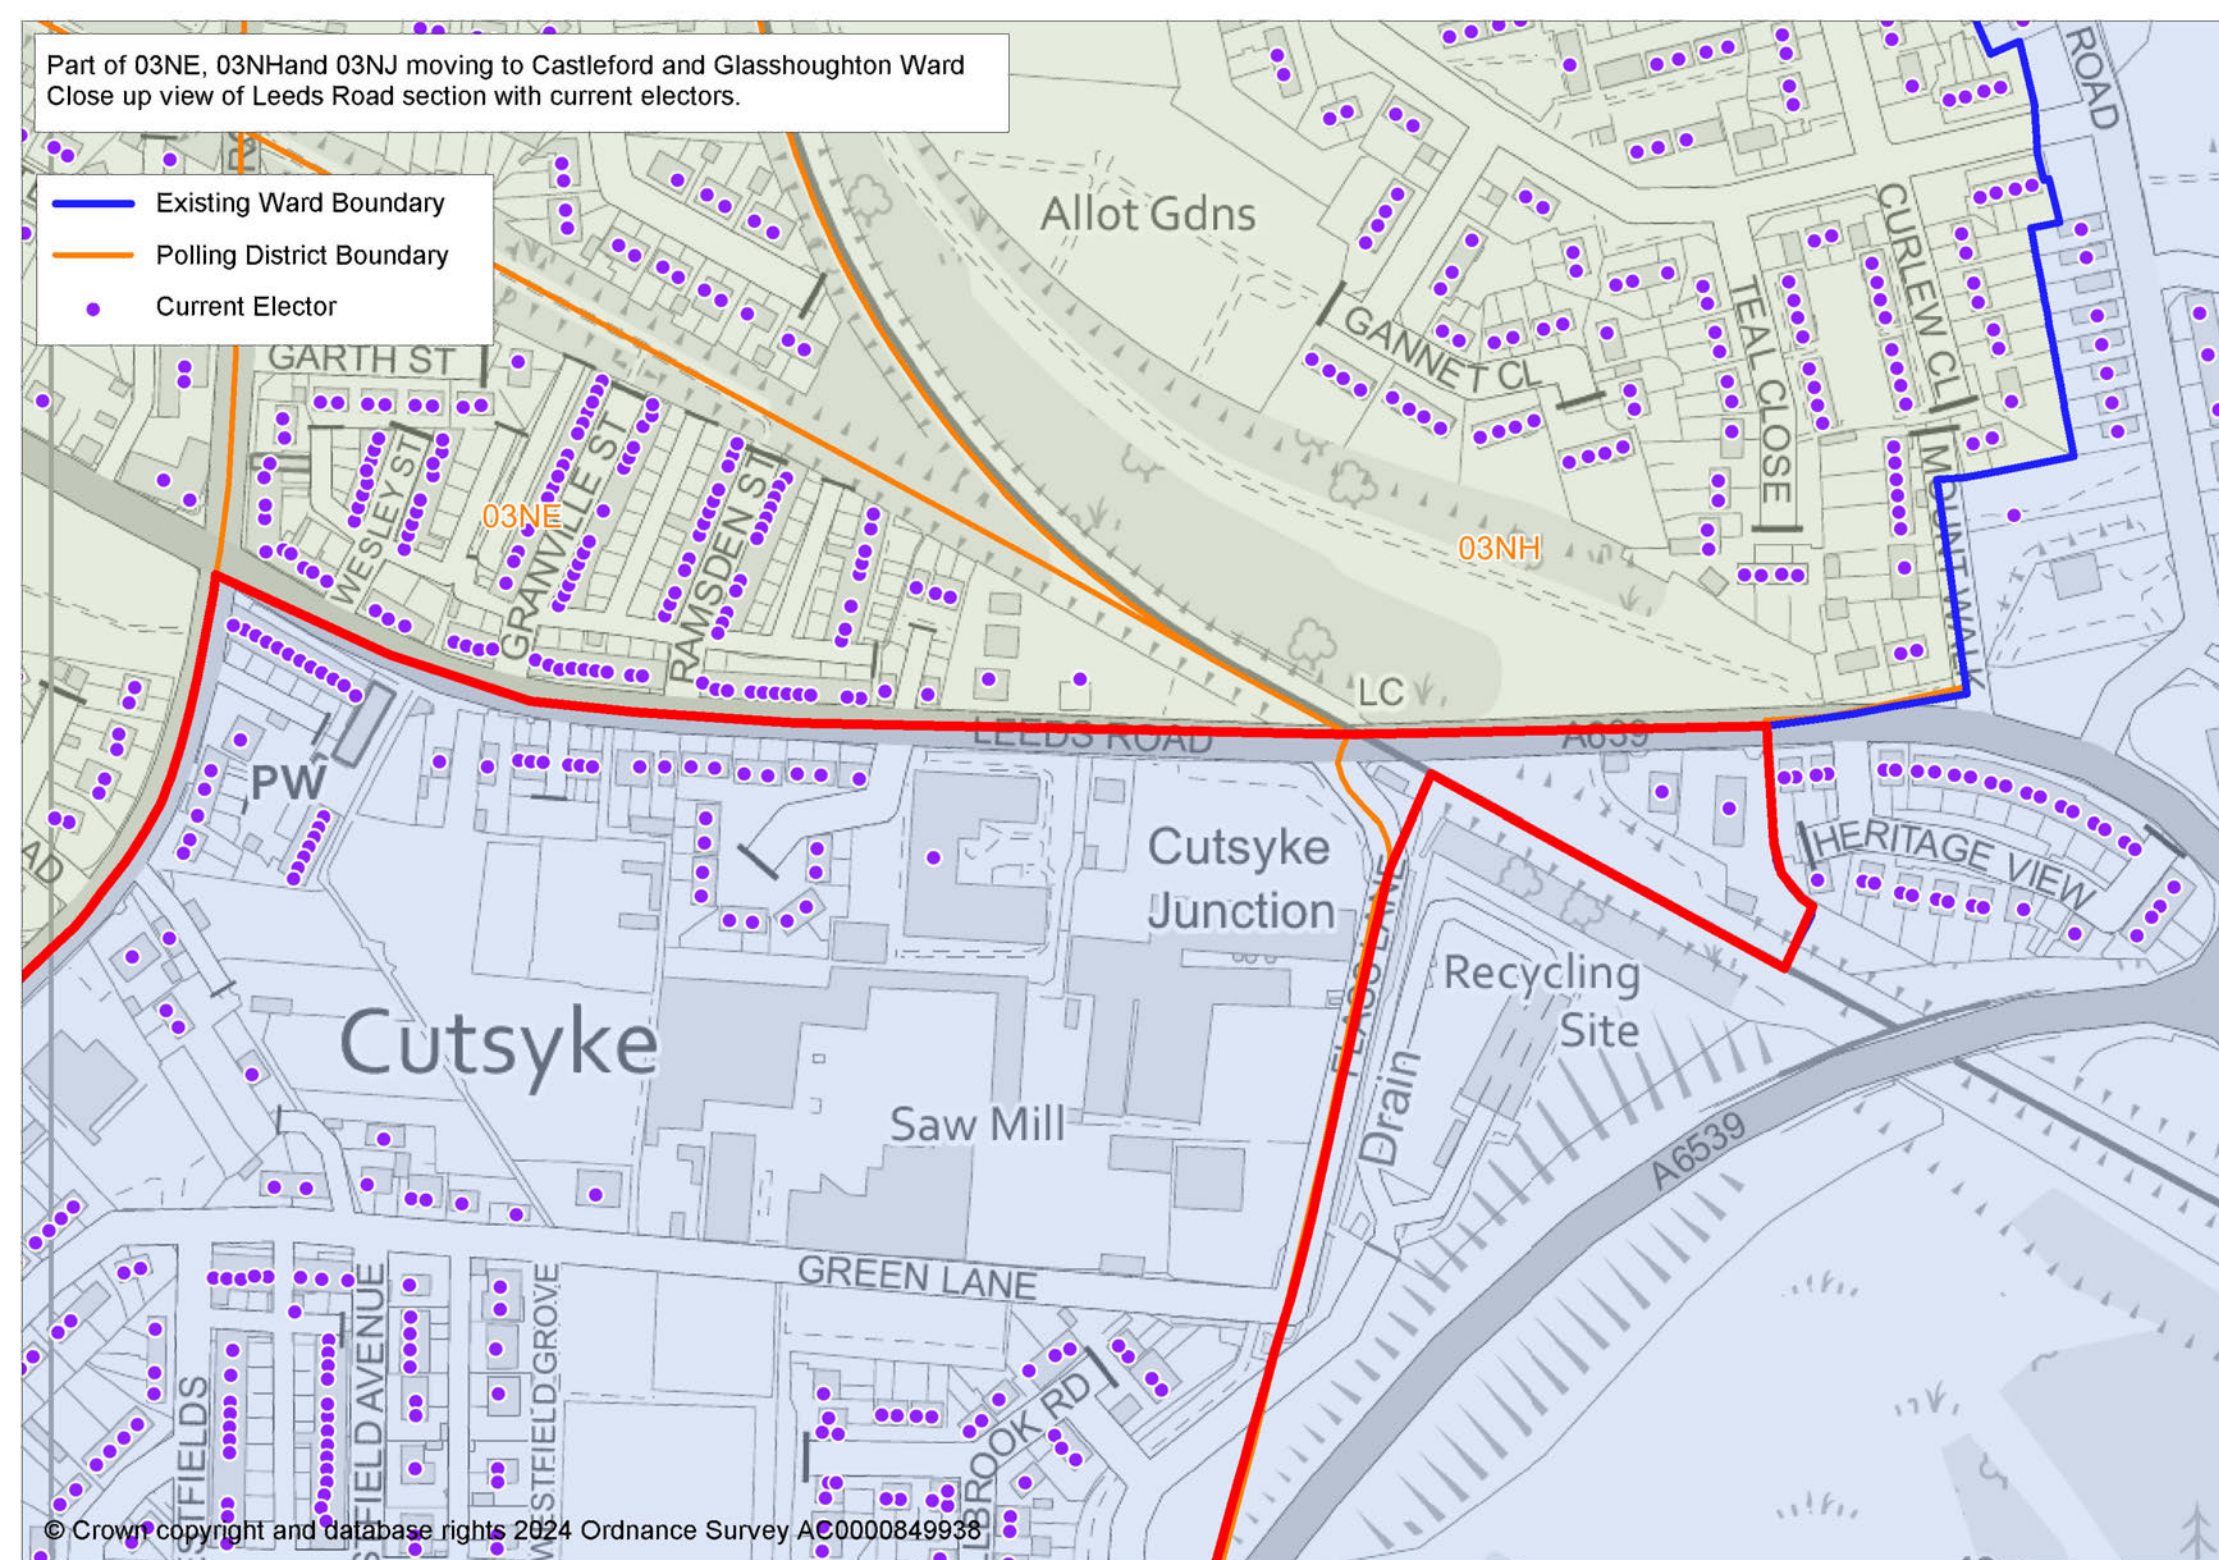 Part of 03NE, 03NHand 03NJ moving to Castleford and Glasshoughton Ward
Close up view of Leeds Road section with current electors.
Existing Ward Boundary
Polling District Boundary
Current Elector
ROAD
Allot Gdns
CURLEW CL
TEAL CLOSE
GANNET CL
GARTH ST
MOUNT WALK
WESLEY ST
03NE
GRANVILLE ST
RAMSDEN ST
03NH
LC
LEEDS ROAD
A639
PW
HERITAGE VIEW
Cutsyke
Junction
FLASS LANE
Recycling
Site
Cutsyke
Drain
Saw Mill
A6539
GREEN LANE
WESTFIELD GROVE
© Crown copyright and database rights 2024 Ordnance Survey AC0000849938